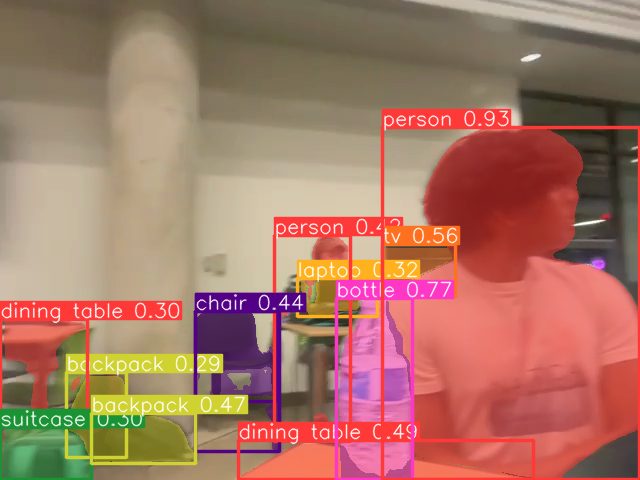 person 0.93
person 0.42
tv 0.56
laptop 0.32
bottle 0.77
chair 0.44
dining table 0.30
backpack 0.29
backpack 0.47
suitcase 0.30
dining table 0.49